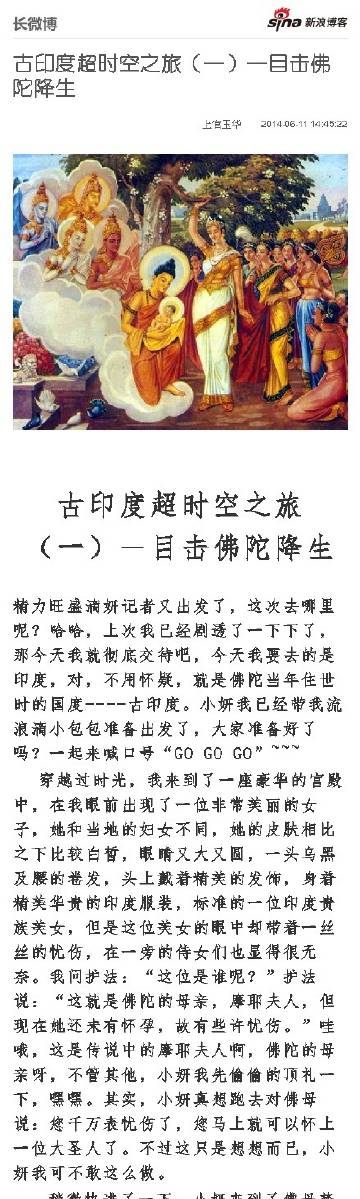 长微博
sina 新浪博客
古印度超时空之旅（一）—目击佛
陀降生
上官玉华 2014-06-11 14:45:22
古印度超时空之旅
（一）—目击佛陀降生
精力旺盛滴妍记者又出发了，这次去哪里
呢？哈哈，上次我已经剧透了一下下了，
那今天我就彻底交待吧，今天我要去的是
印度，对，不用怀疑，就是佛陀当年住世
时的国度----古印度。小妍我已经带我流
浪滴小包包准备出发了，大家准备好了
吗？一起来喊口号“GO GO GO”~~~
穿越过时光，我来到了一座豪华的宫殿
中，在我眼前出现了一位非常美丽的女
子，她和当地的妇女不同，她的皮肤相比
之下比较白皙，眼睛又大又圆，一头乌黑
及腰的卷发，头上戴着精美的发饰，身着
精美华贵的印度服装，标准的一位印度贵
族美女，但是这位美女的眼中却带着一丝
丝的忧伤，在一旁的侍女们也显得很无
奈。我问护法：“这位是谁呢？”护法
说：“这就是佛陀的母亲，摩耶夫人，但
现在她还未有怀孕，故有些许忧伤。”哇
哦，这是传说中的摩耶夫人啊，佛陀的母
亲呀，不管其他，小妍我先偷偷的顶礼一
下，嘿嘿。其实，小妍真想跑去对佛母
说：您千万表忧伤了，您马上就可以怀上
一位大圣人了。不过这只是想想而已，小
妍我可不敢这么做。